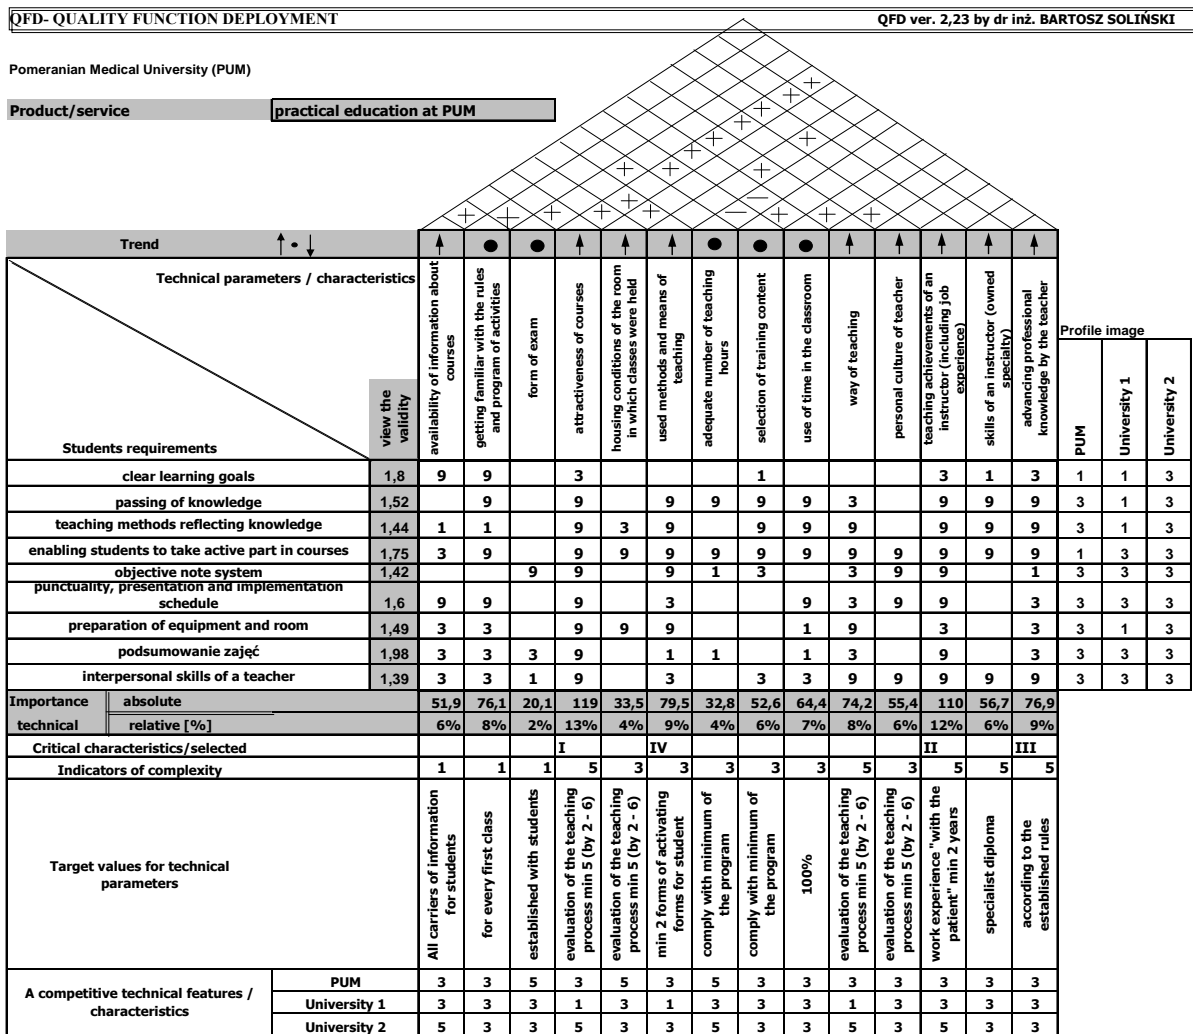 QFD- QUALITY FUNCTION DEPLOYMENT
QFD ver. 2,23 by dr inż. BARTOSZ SOLIŃSKI
Pomeranian Medical University (PUM)
Product/service practical education at PUM
Trend
Technical parameters / characteristics
Students requirements
view the
validity
availability of information about
courses
getting familiar with the rules
and program of activities
form of exam
attractiveness of courses
housing conditions of the room
in which classes were held
used methods and means of
teaching
adequate number of teaching
hours
selection of training content
use of time in the classroom
way of teaching
personal culture of teacher
teaching achievements of an
instructor (including job
experience)
skills of an instructor (owned
specialty)
advancing professional
knowledge by the teacher
Profile image
PUM
University 1
University 2
clear learning goals 1,8 9 9 3 1 3 1 3 1 1 3
passing of knowledge 1,52 9 9 9 9 9 9 3 9 9 9 3 1 3
teaching methods reflecting knowledge 1,44 1 1 9 3 9 9 9 9 9 9 9 3 1 3
enabling students to take active part in courses 1,75 3 9 9 9 9 9 9 9 9 9 9 9 9 1 3 3
objective note system 1,42 9 9 9 1 3 3 9 9 1 3 3 3
punctuality, presentation and implementation
schedule 1,6 9 9 9 3 9 3 9 9 3 3 3 3
preparation of equipment and room 1,49 3 3 9 9 9 1 9 3 3 3 1 3
podsumowanie zajęć 1,98 3 3 3 9 1 1 1 3 9 3 3 3 3
interpersonal skills of a teacher 1,39 3 3 1 9 3 3 3 9 9 9 9 9 3 3 3
Importance absolute 51,9 76,1 20,1 119 33,5 79,5 32,8 52,6 64,4 74,2 55,4 110 56,7 76,9
technical relative [%] 6% 8% 2% 13% 4% 9% 4% 6% 7% 8% 6% 12% 6% 9%
Critical characteristics/selected I IV II III
Indicators of complexity 1 1 1 5 3 3 3 3 3 5 3 5 5 5
Target values for technical
parameters
All carriers of information
for students
for every first class
established with students
evaluation of the teaching
process min 5 (by 2 - 6)
evaluation of the teaching
process min 5 (by 2 - 6)
min 2 forms of activating
forms for student
comply with minimum of
the program
comply with minimum of
the program
100%
evaluation of the teaching
process min 5 (by 2 - 6)
evaluation of the teaching
process min 5 (by 2 - 6)
work experience "with the
patient" min 2 years
specialist diploma
according to the
established rules
A competitive technical features /
characteristics
PUM 3 3 5 3 5 3 5 3 3 3 3 3 3 3
University 1 3 3 3 1 3 1 3 3 3 1 3 3 3 3
University 2 5 3 3 5 3 3 5 3 3 5 3 5 3 3